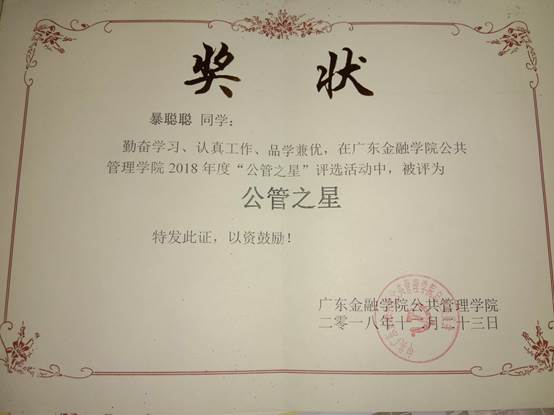 奖状
暴聪聪 同学：
勤奋学习、认真工作、品学兼优，在广东金融学院公共
管理学院 2018 年度“公管之星”评选活动中，被评为
公管之星
特发此证，以资鼓励！
广东金融学院公共管理学院
二零一八年十二月二十三日